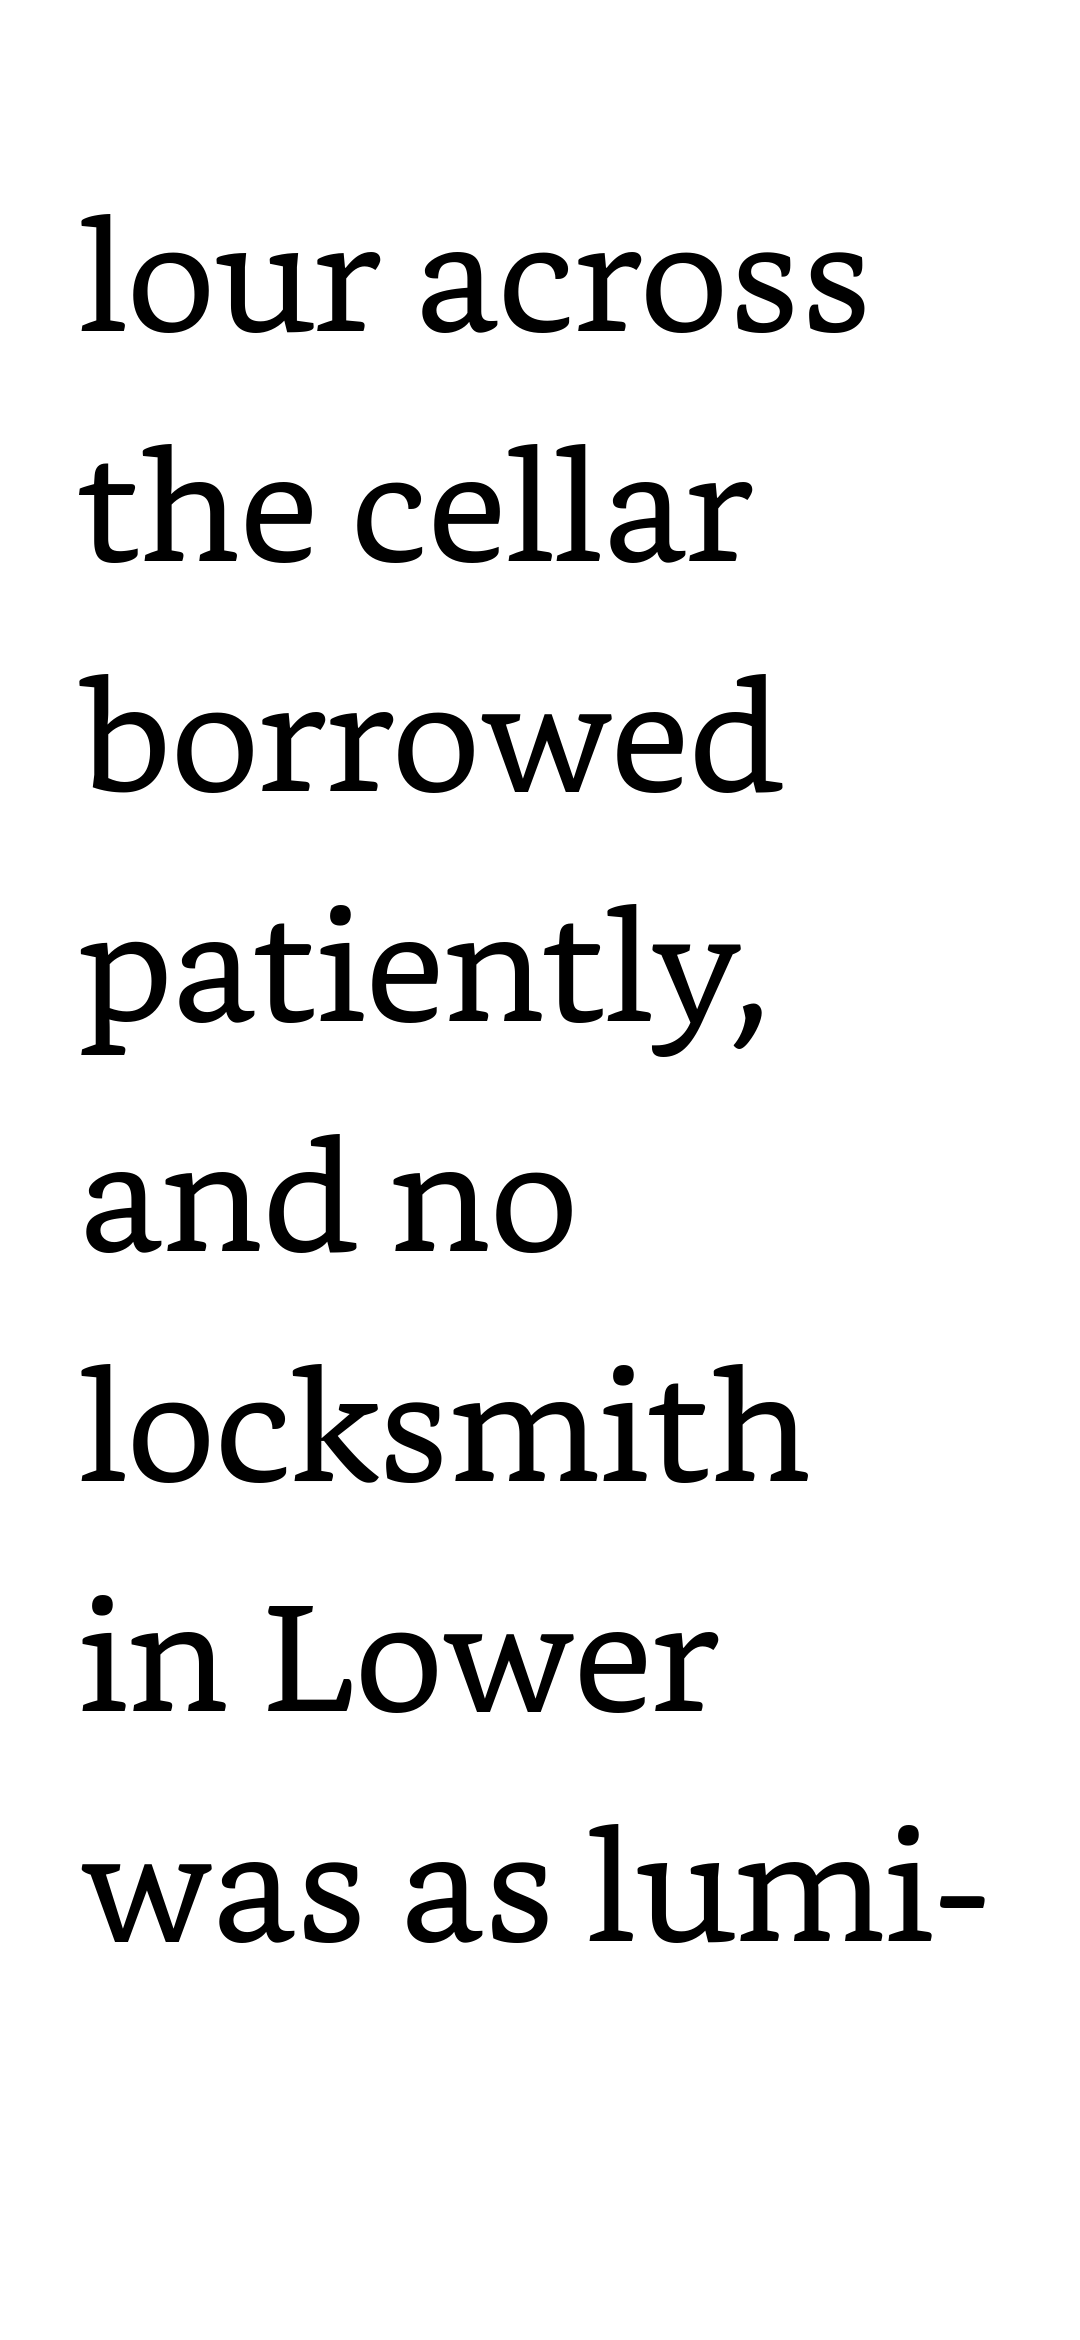 lour across
the cellar
borrowed
patiently,
and no
locksmith
in Lower
was as lumi-